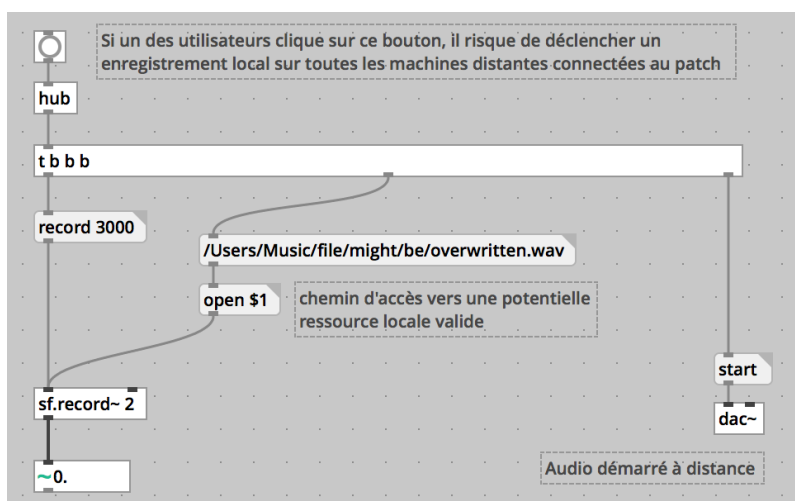 Si un des utilisateurs clique sur ce bouton, il risque de déclencher un
enregistrement local sur toutes les machines distantes connectées au patch
hub
t b b b
record 3000
/Users/Music/file/might/be/overwritten.wav
open $1
chemin d'accès vers une potentielle
ressource locale valide
start
sf.record~ 2
dac~
~0.
Audio démarré à distance